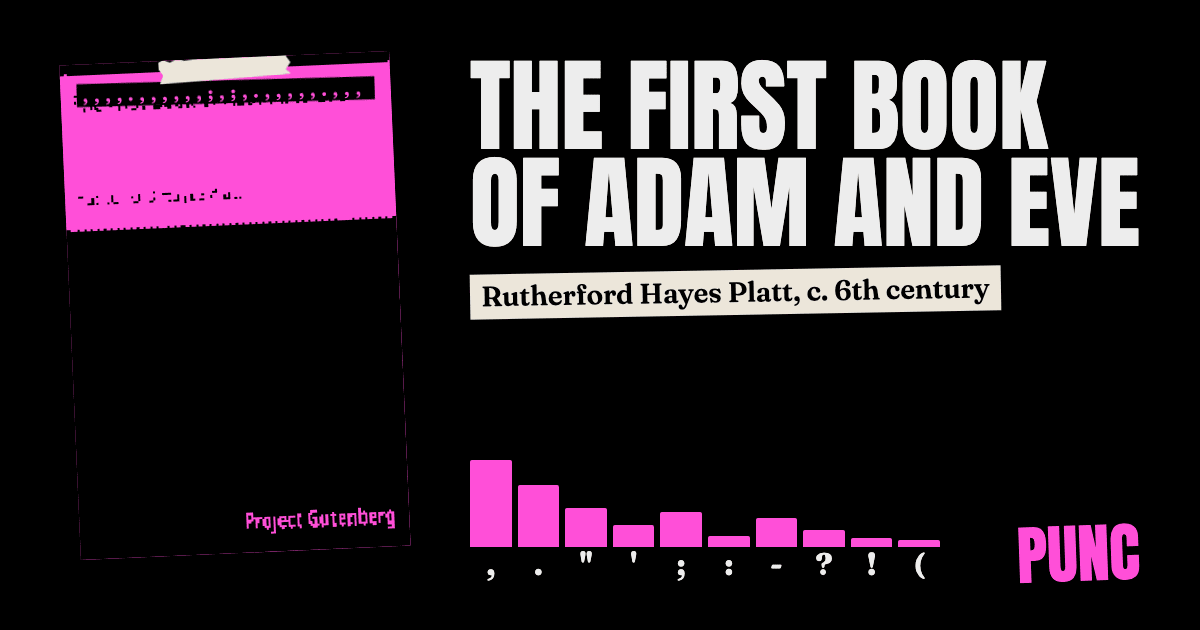 THE FIRST BOOK
OF ADAM AND EVE
Rutherford Hayes Platt, c. 6th century
Project Gutenberg
, . " ' ; : - ? ! (
PUNC